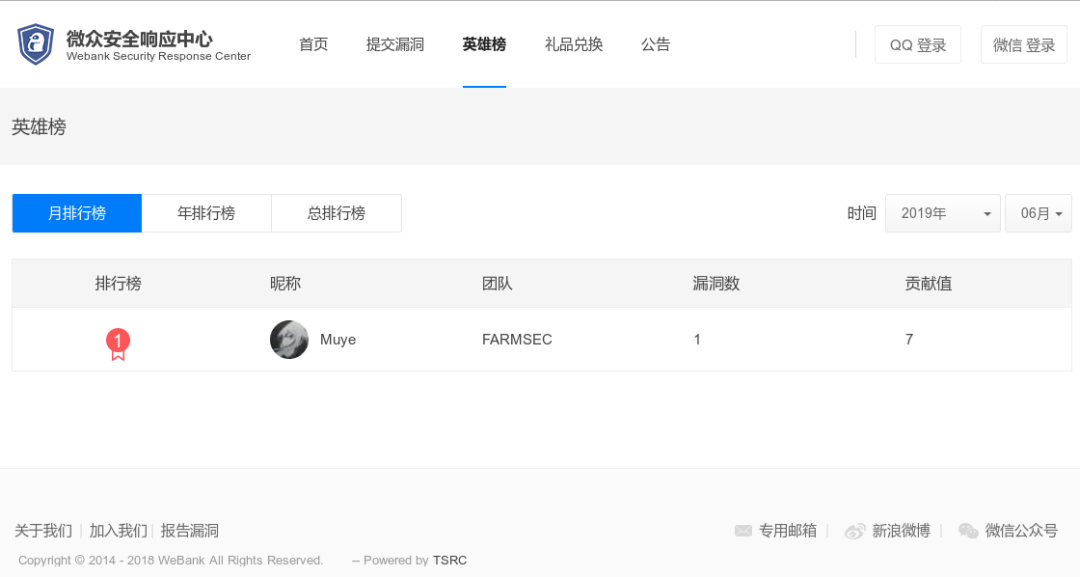 微众安全响应中心
Webank Security Response Center
首页 提交漏洞 英雄榜 礼品兑换 公告 QQ 登录 微信 登录
英雄榜
月排行榜 年排行榜 总排行榜 时间 2019年 06月
排行榜 昵称 团队 漏洞数 贡献值
1 Muye FARMSEC 1 7
关于我们 | 加入我们 | 报告漏洞 专用邮箱 | 新浪微博 | 微信公众号
Copyright © 2014 - 2018 WeBank All Rights Reserved. -- Powered by TSRC